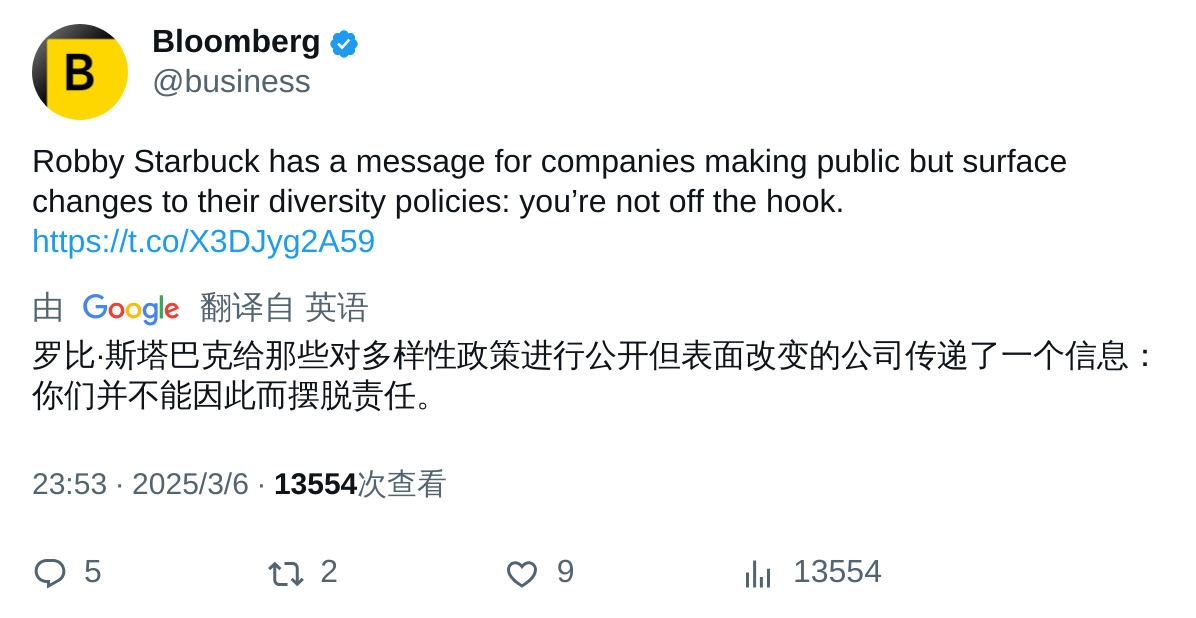 B
Bloomberg
@business
Robby Starbuck has a message for companies making public but surface
changes to their diversity policies: you’re not off the hook.
https://t.co/X3DJyg2A59
由 Google 翻译自 英语
罗比·斯塔巴克给那些对多样性政策进行公开但表面改变的公司传递了一个信息：
你们并不能因此而摆脱责任。
23:53 · 2025/3/6 · 13554次查看
5 2 9 13554